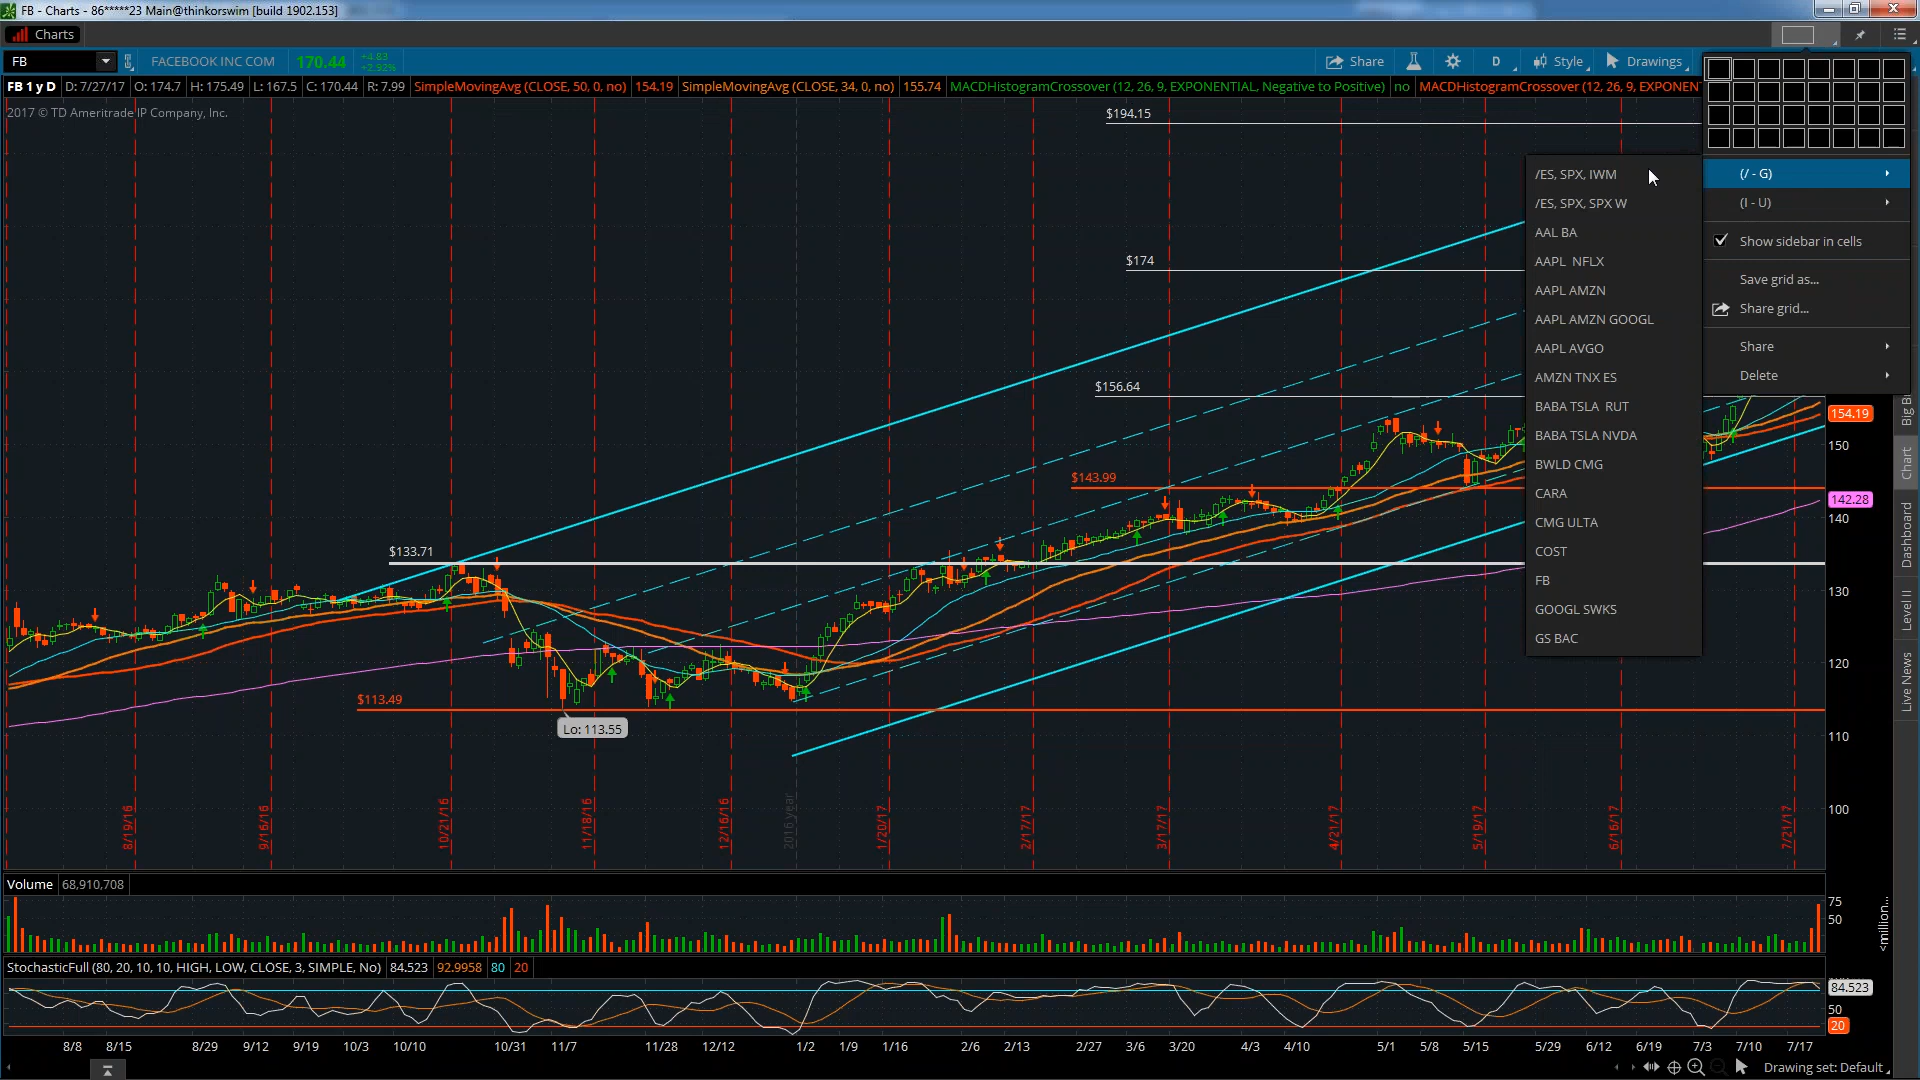 FB - Charts - 86*****23 Main@thinkorswim [build 1902.153]
Charts
FB
FACEBOOK INC COM
170.44
+4.83
+2.92%
Share
D
Style
Drawings
FB 1 y D
D: 7/27/17
O: 174.7
H: 175.49
L: 167.5
C: 170.44
R: 7.99
SimpleMovingAvg (CLOSE, 50, 0, no)
154.19
SimpleMovingAvg (CLOSE, 34, 0, no)
155.74
MACDHistogramCrossover (12, 26, 9, EXPONENTIAL, Negative to Positive)
no
MACDHistogramCrossover (12, 26, 9, EXPONEN
2017 © TD Ameritrade IP Company, Inc.
$194.15
$174
$156.64
$143.99
$133.71
$113.49
Lo: 113.55
/ES, SPX, IWM
/ES, SPX, SPX W
AAL BA
AAPL  NFLX
AAPL AMZN
AAPL AMZN GOOGL
AAPL AVGO
AMZN TNX ES
BABA TSLA  RUT
BABA TSLA NVDA
BWLD CMG
CARA
CMG ULTA
COST
FB
GOOGL SWKS
GS BAC
(/ - G)
(I - U)
Show sidebar in cells
Save grid as...
Share grid...
Share
Delete
154.19
150
142.28
140
130
120
110
100
Chart
Dashboard
Level II
Live News
8/19/16
9/16/16
10/21/16
11/18/16
12/16/16
2016 year
1/20/17
2/17/17
3/17/17
4/21/17
5/19/17
6/16/17
7/21/17
Volume
68,910,708
75
50
<million...
StochasticFull (80, 20, 10, 10, HIGH, LOW, CLOSE, 3, SIMPLE, No)
84.523
92.9958
80
20
84.523
50
20
8/8
8/15
8/29
9/12
9/19
10/3
10/10
10/31
11/7
11/28
12/12
1/2
1/9
1/16
2/6
2/13
2/27
3/6
3/20
4/3
4/10
5/1
5/8
5/15
5/29
6/12
6/19
7/3
7/10
7/17
Drawing set: Default